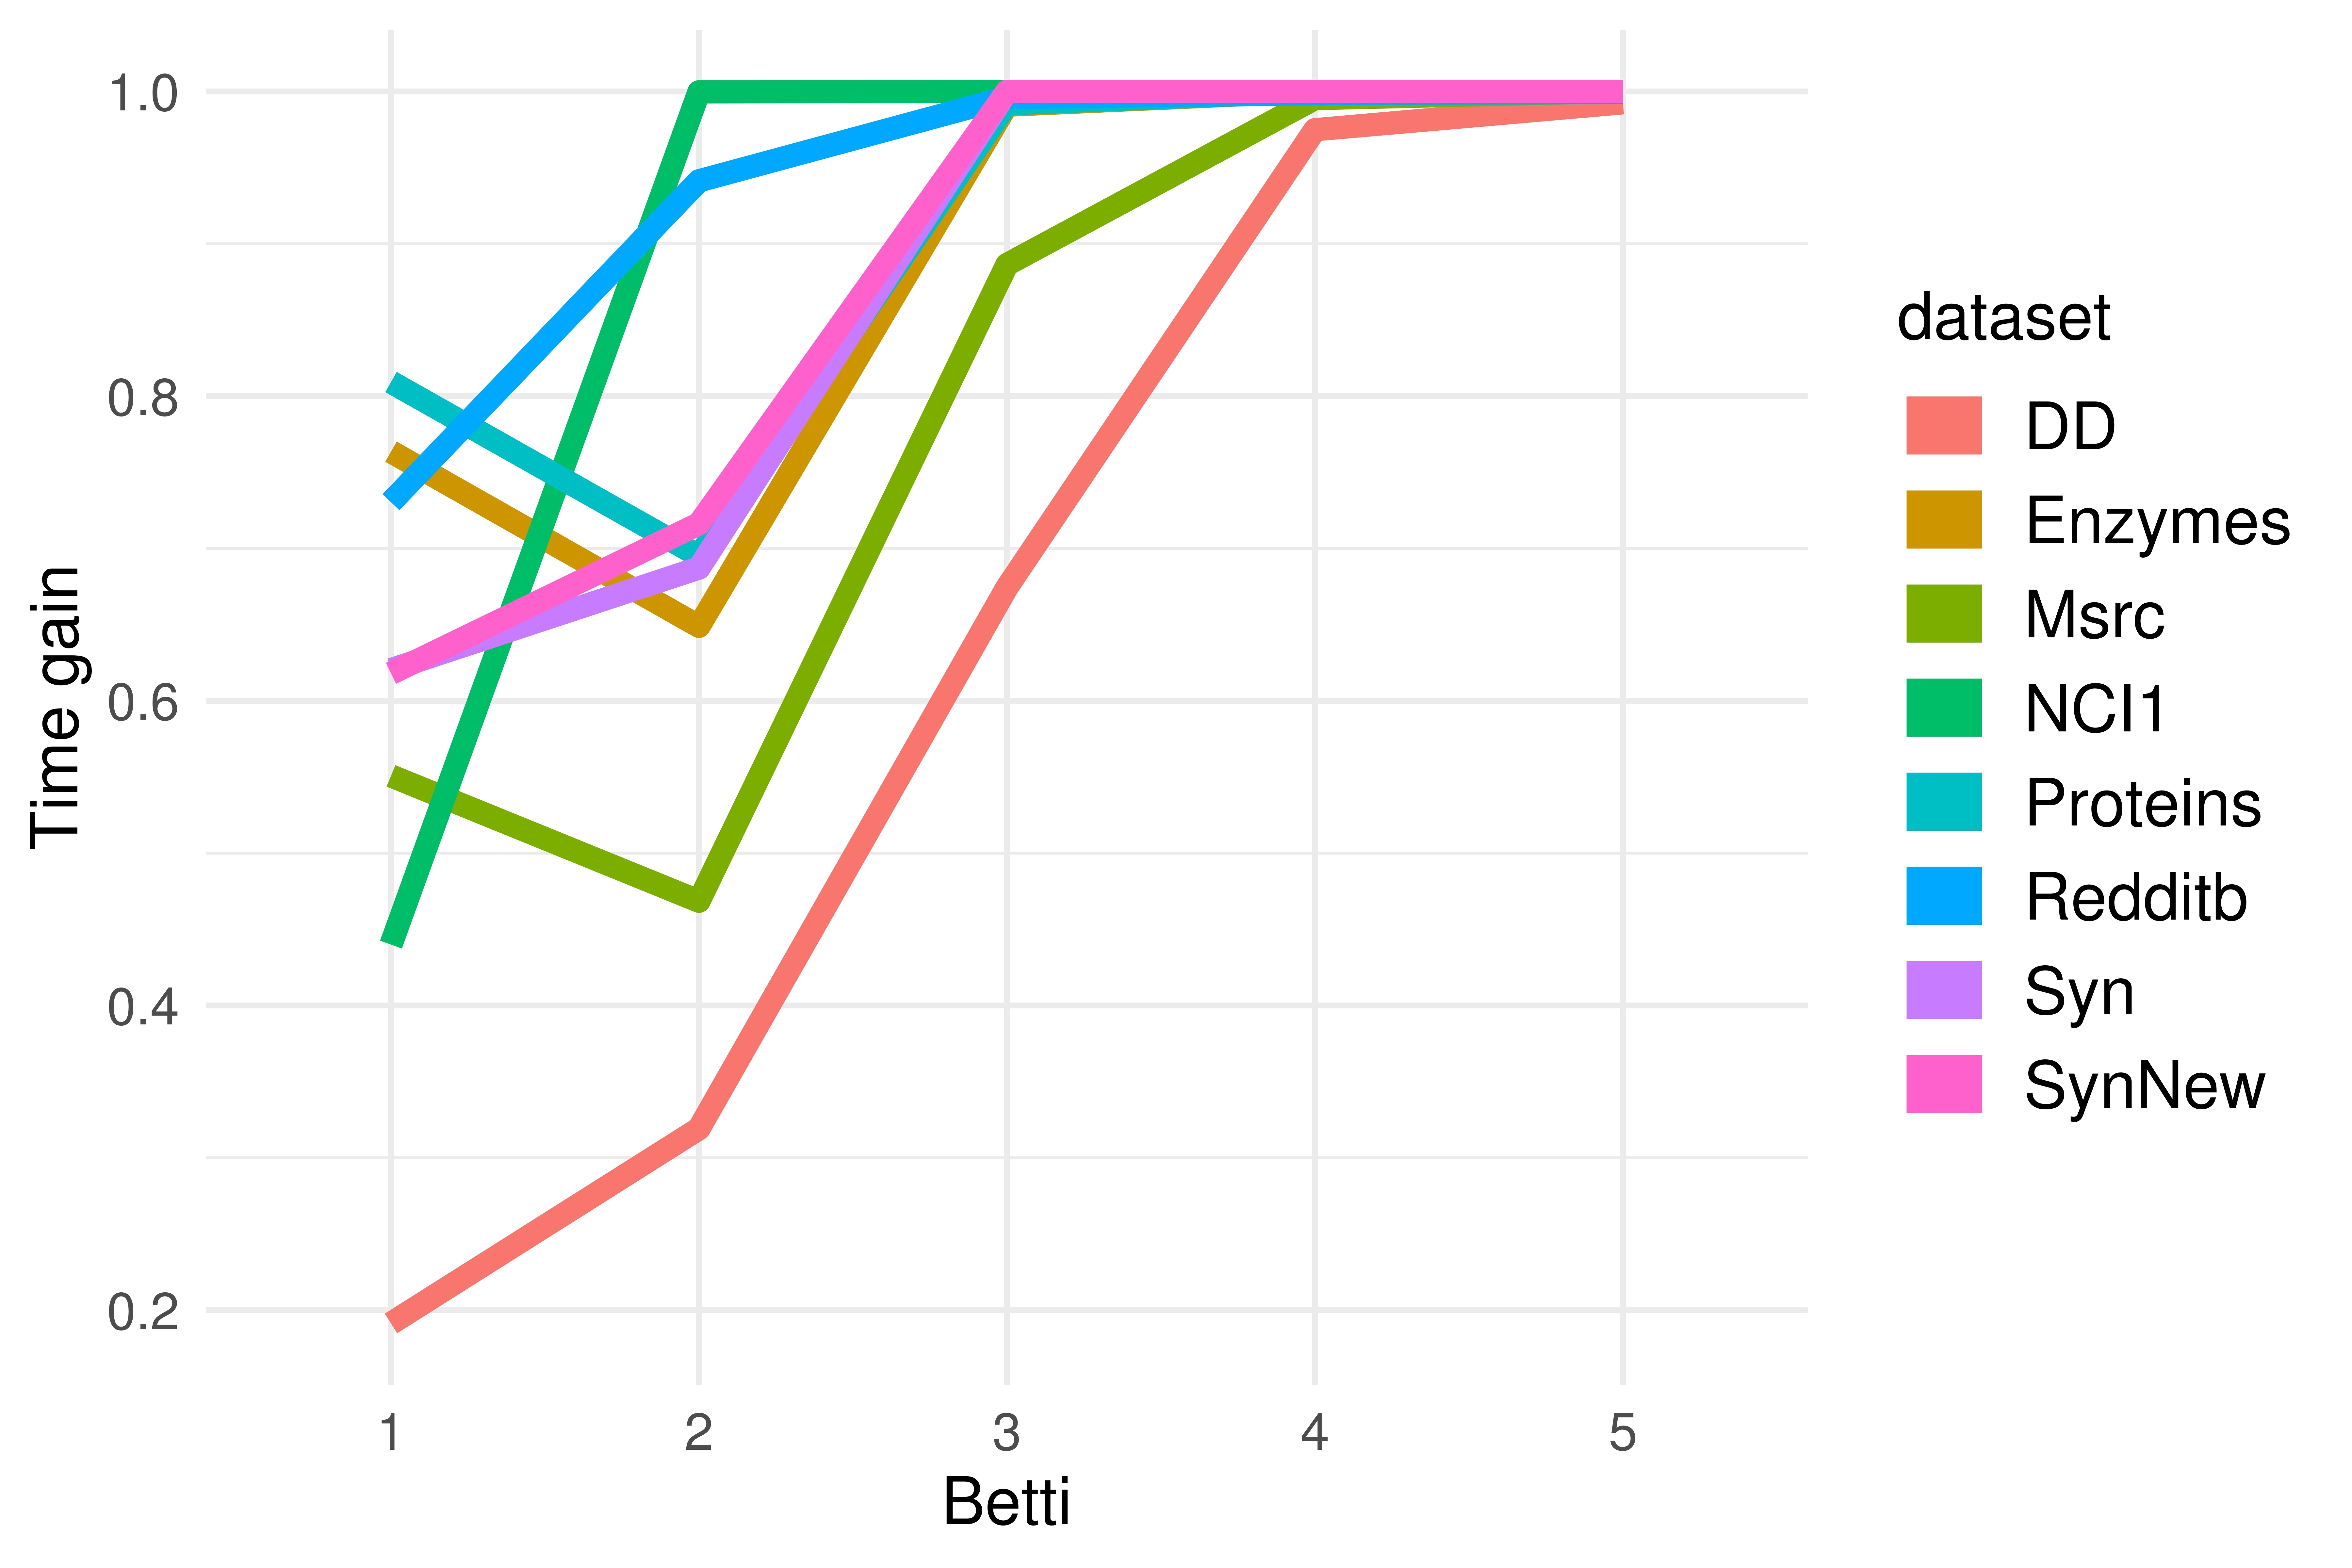 1.0
0.8
0.6
0.4
0.2
Time gain
1 2 3 4 5
Betti
dataset
DD
Enzymes
Msrc
NCI1
Proteins
Redditb
Syn
SynNew